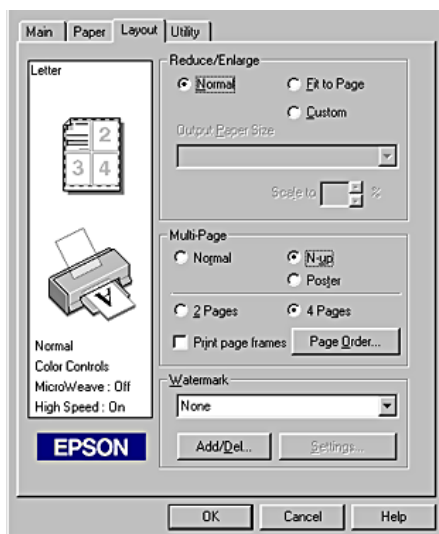 Main Paper Layout Utility
Letter
2
3 4
A
Normal
Color Controls
MicroWeave : Off
High Speed : On
EPSON
Reduce/Enlarge
Normal Fit to Page
Custom
Output Paper Size
Scale to %
Multi-Page
Normal N-up
Poster
2 Pages 4 Pages
Print page frames Page Order...
Watermark
None
Add/Del... Settings...
OK Cancel Help